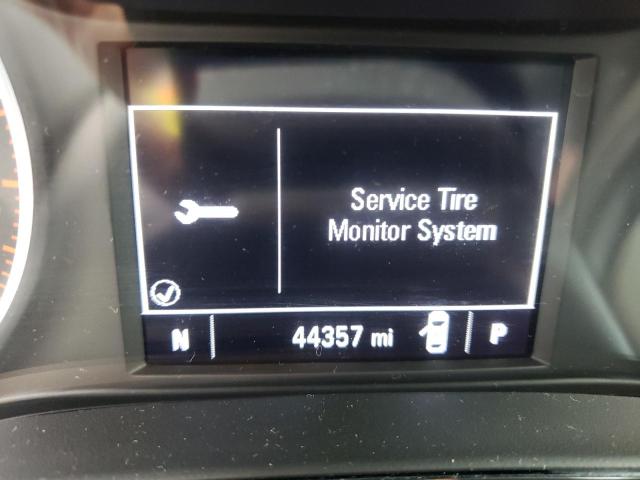 Service Tire
Monitor System
N 44357 mi P